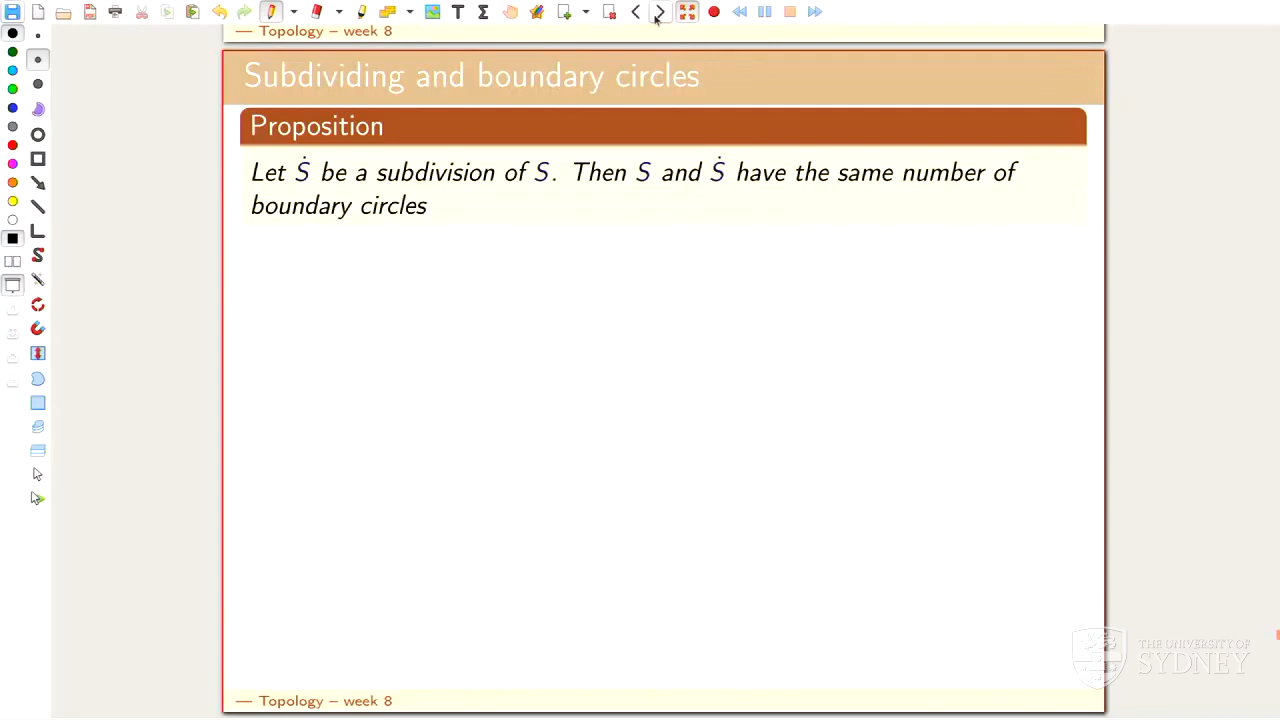 — Topology – week 8
Subdividing and boundary circles
Proposition
Let Ṡ be a subdivision of S. Then S and Ṡ have the same number of
boundary circles
THE UNIVERSITY OF
SYDNEY
— Topology – week 8